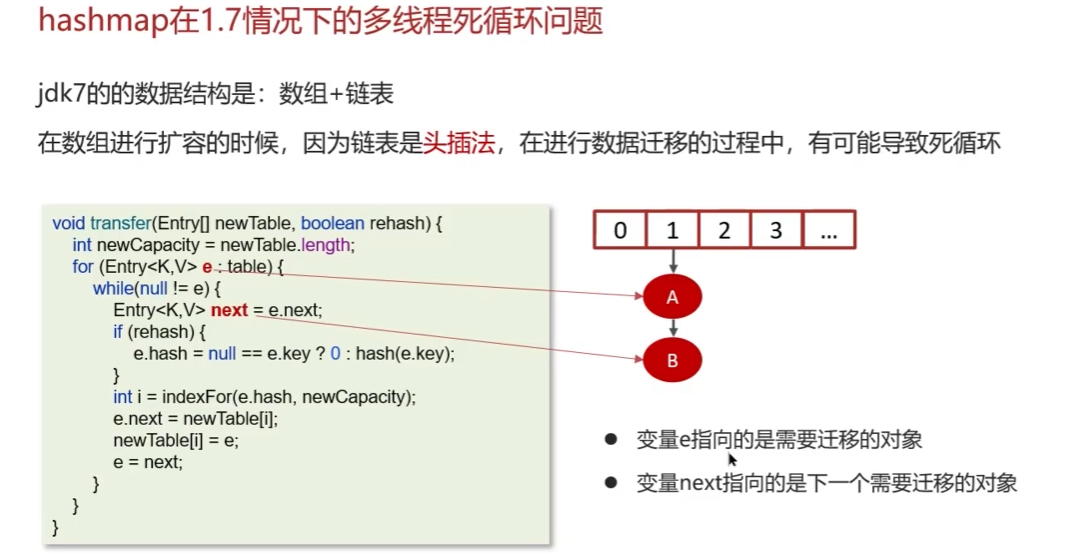 hashmap在1.7情况下的多线程死循环问题
jdk7的的数据结构是：数组+链表
在数组进行扩容的时候，因为链表是头插法，在进行数据迁移的过程中，有可能导致死循环
void transfer(Entry[] newTable, boolean rehash) {
int newCapacity = newTable.length;
for (Entry<K,V> e : table) {
while(null != e) {
Entry<K,V> next = e.next;
if (rehash) {
e.hash = null == e.key ? 0 : hash(e.key);
}
int i = indexFor(e.hash, newCapacity);
e.next = newTable[i];
newTable[i] = e;
e = next;
}
}
}
0 1 2 3 ...
A
B
● 变量e指向的是需要迁移的对象
● 变量next指向的是下一个需要迁移的对象